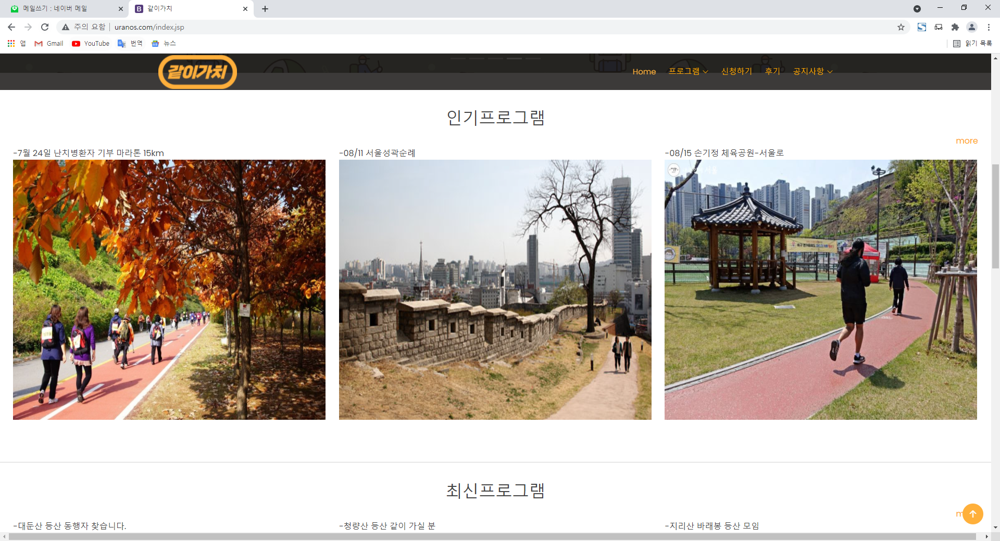 메일쓰기 : 네이버 메일
같이가치
주의 요함 | uranos.com/index.jsp
앱 Gmail YouTube 번역 뉴스 읽기 목록
같이가치
Home 프로그램 신청하기 후기 공지사항
인기프로그램
more
-7월 24일 난치병환자 기부 마라톤 15km
-08/11 서울성곽순례
-08/15 손기정 체육공원-서울로
서울
최신프로그램
-대둔산 등산 동행자 찾습니다.
-청량산 등산 같이 가실 분
-지리산 바래봉 등산 모임